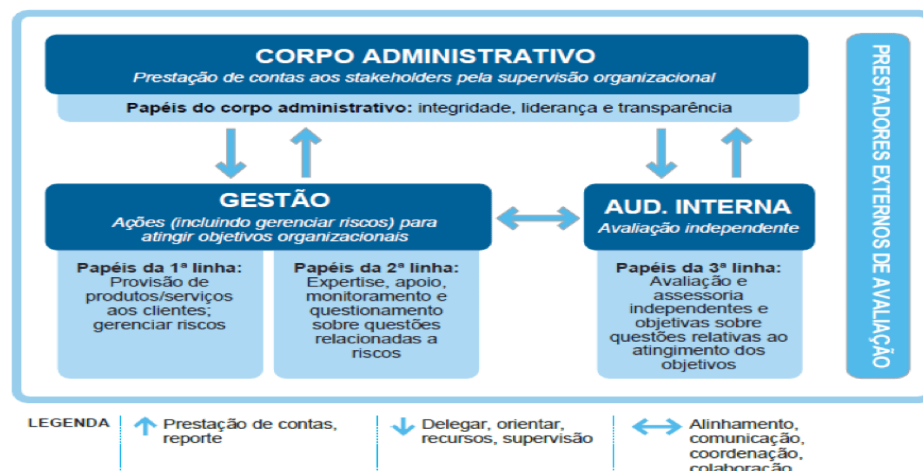 CORPO ADMINISTRATIVO
Prestação de contas aos stakeholders pela supervisão organizacional
Papéis do corpo administrativo: integridade, liderança e transparência
GESTÃO
Ações (incluindo gerenciar riscos) para
atingir objetivos organizacionais
Papéis da 1ª linha:
Provisão de
produtos/serviços
aos clientes;
gerenciar riscos
Papéis da 2ª linha:
Expertise, apoio,
monitoramento e
questionamento
sobre questões
relacionadas a
riscos
AUD. INTERNA
Avaliação independente
Papéis da 3ª linha:
Avaliação e
assessoria
independentes e
objetivas sobre
questões relativas ao
atingimento dos
objetivos
PRESTADORES EXTERNOS DE AVALIAÇÃO
LEGENDA
Prestação de contas,
reporte
Delegar, orientar,
recursos, supervisão
Alinhamento,
comunicação,
coordenação,
colaboração